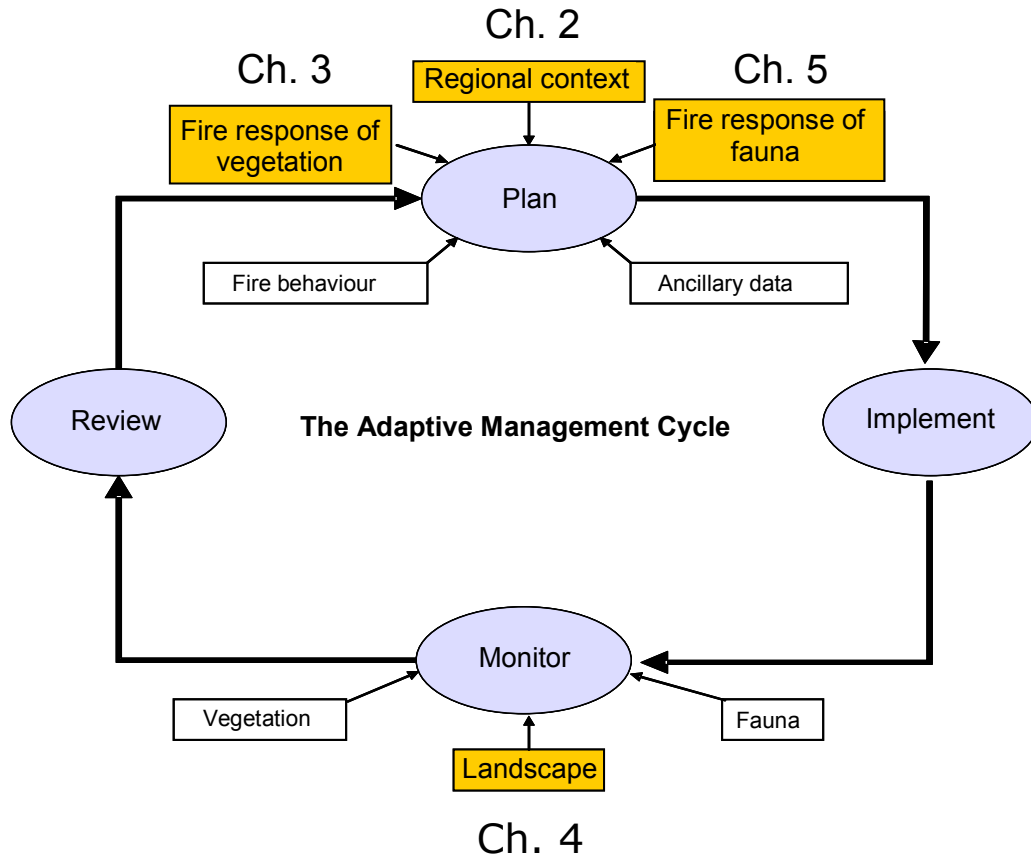 Ch. 2
Ch. 3
Regional context
Ch. 5
Fire response of
vegetation
Fire response of
fauna
Plan
Fire behaviour
Ancillary data
Review
The Adaptive Management Cycle
Implement
Monitor
Vegetation
Fauna
Landscape
Ch. 4